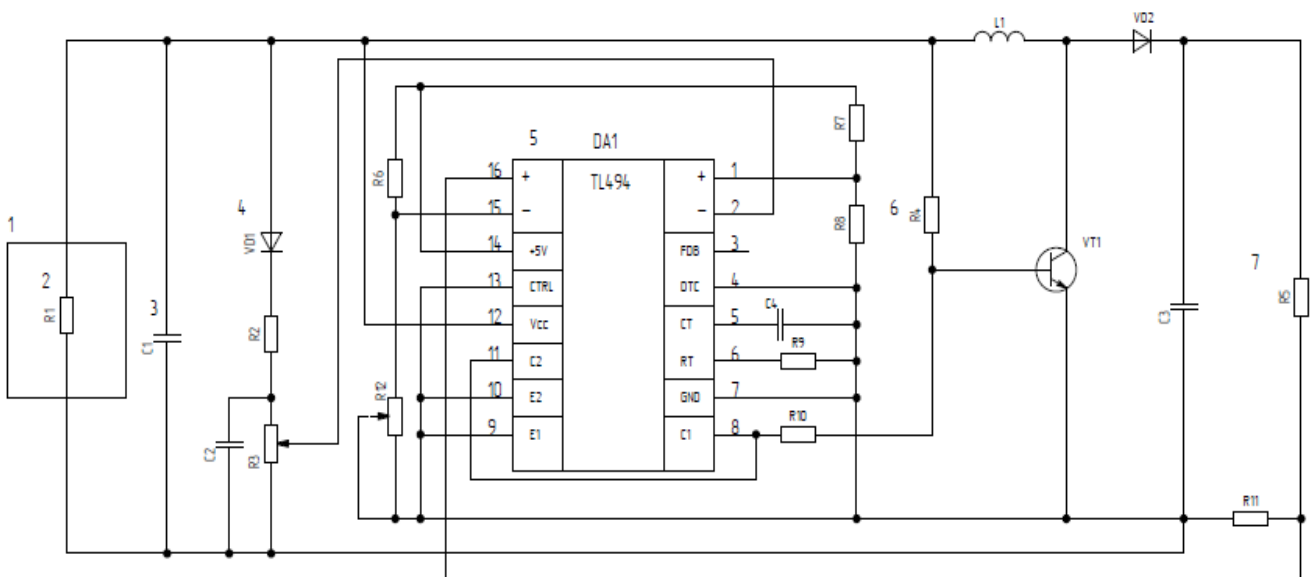 L1
VD2
5
DA1
TL494
R7
16
+
+
1
R6
15
−
−
2
R8
6
R4
VT1
1
4
VD1
14
+5V
FDB
3
7
2
R1
13
CTRL
DTC
4
C4
R5
3
C1
R2
12
Vcc
CT
5
C3
11
C2
RT
6
R9
R12
10
E2
GND
7
C2
R3
9
E1
C1
8
R10
R11